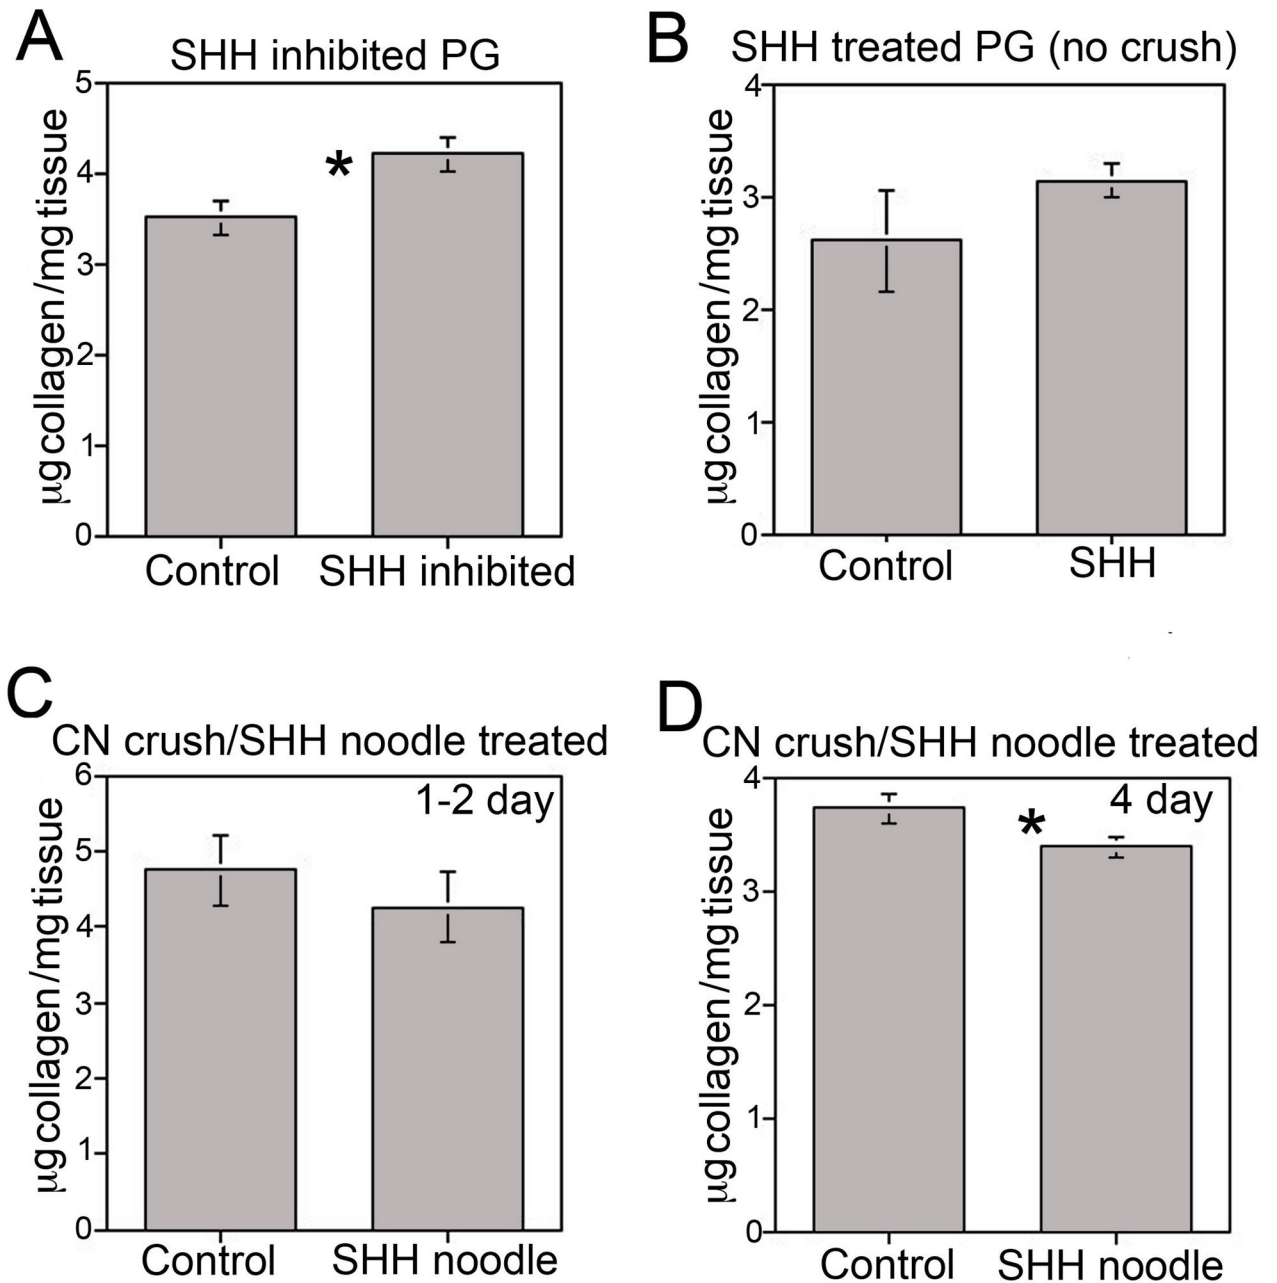 A
SHH inhibited PG
µg collagen/mg tissue
5
4
3
2
1
0
*
Control
SHH inhibited
B
SHH treated PG (no crush)
µg collagen/mg tissue
4
3
2
1
0
Control
SHH
C
CN crush/SHH noodle treated
1-2 day
µg collagen/mg tissue
6
5
4
3
2
1
0
Control
SHH noodle
D
CN crush/SHH noodle treated
4 day
µg collagen/mg tissue
4
3
2
1
0
*
Control
SHH noodle